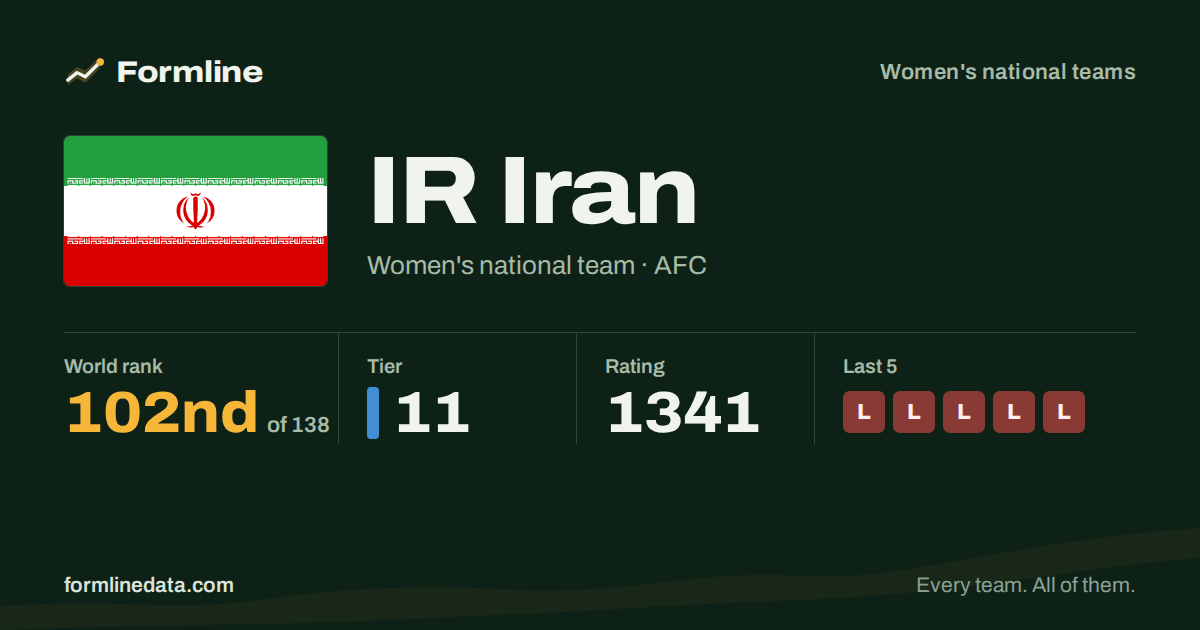 Formline
Women's national teams
IR Iran
Women's national team · AFC
World rank
102nd of 138
Tier
11
Rating
1341
Last 5
L L L L L
formlinedata.com
Every team. All of them.